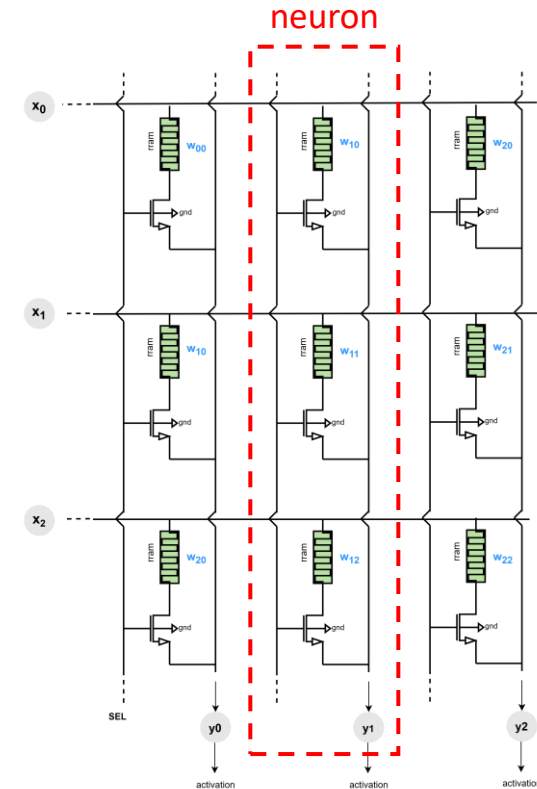 neuron
x0
rram
w00
gnd
rram
w10
gnd
rram
w20
gnd
x1
rram
w10
gnd
rram
w11
gnd
rram
w21
gnd
x2
rram
w20
gnd
rram
w12
gnd
rram
w22
gnd
SEL
y0
y1
y2
activation
activation
activation